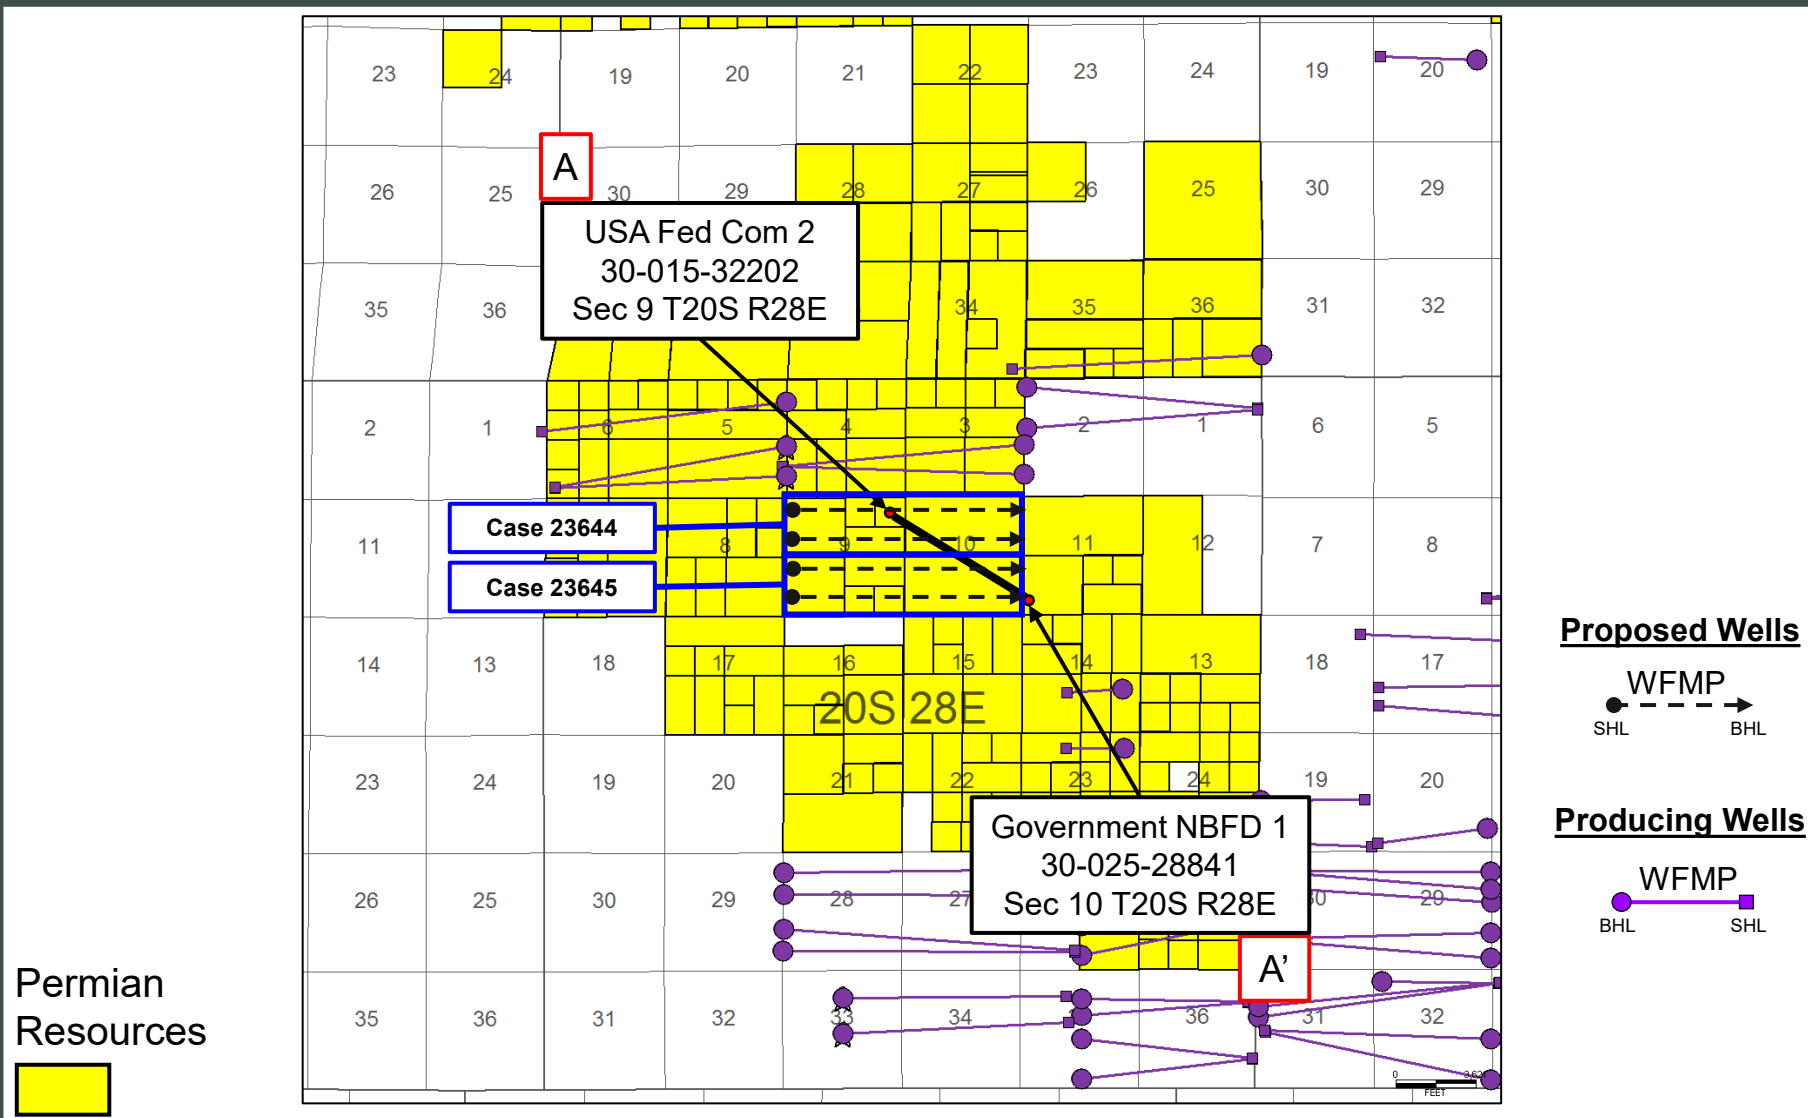 23 24 19 20 21 22 23 24 19 20
A
26 25 30 29 28 27 26 25 30 29
USA Fed Com 2
30-015-32202
Sec 9 T20S R28E
35 36 34 35 36 31 32
2 1 6 5 4 3 2 1 6 5
Case 23644
11 8 9 10 11 12 7 8
Case 23645
14 13 18 17 16 15 14 13 18 17
20S 28E
23 24 19 20 21 22 23 24 19 20
Government NBFD 1
30-025-28841
Sec 10 T20S R28E
26 25 30 29 28 27 30 29
A’
35 36 31 32 33 34 36 31 32
0
FEET
Proposed Wells
WFMP
SHL BHL
Producing Wells
WFMP
BHL SHL
Permian
Resources